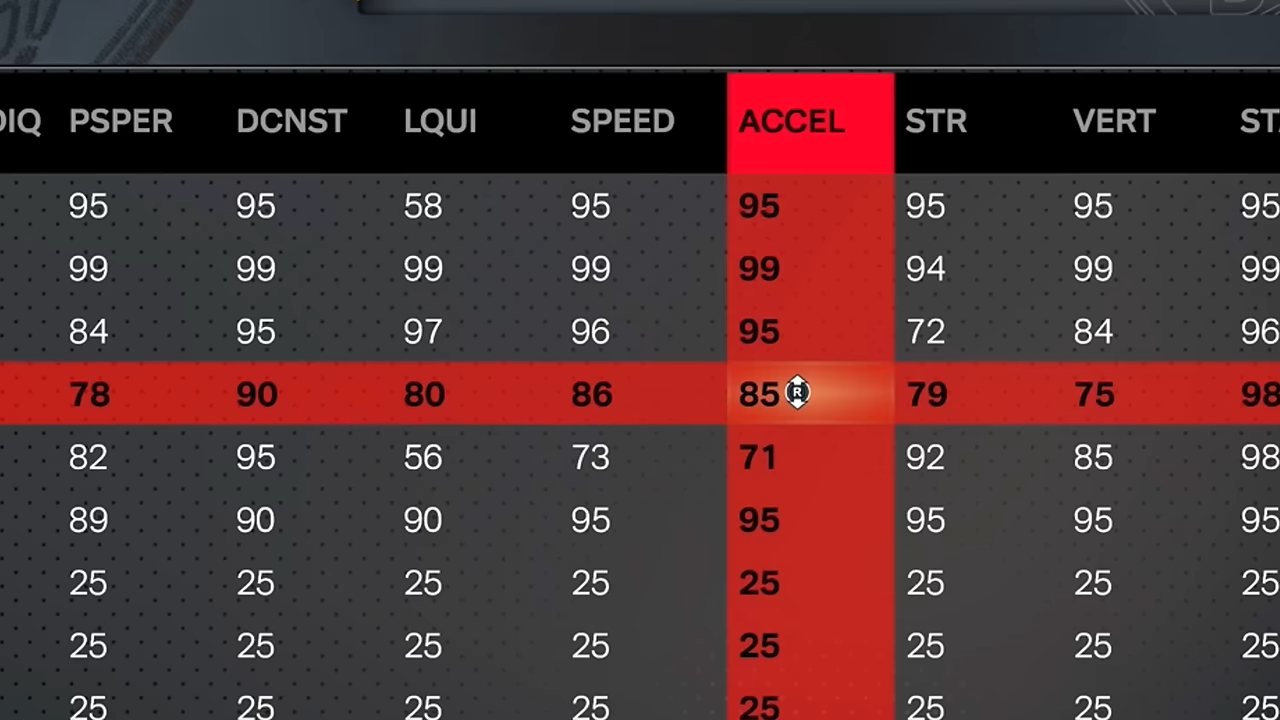 DIQ PSPER DCNST LQUI SPEED ACCEL STR VERT ST
95 95 58 95 95 95 95 95
99 99 99 99 99 94 99 99
84 95 97 96 95 72 84 96
78 90 80 86 85 R 79 75 98
82 95 56 73 71 92 85 98
89 90 90 95 95 95 95 95
25 25 25 25 25 25 25 25
25 25 25 25 25 25 25 25
25 25 25 25 25 25 25 25